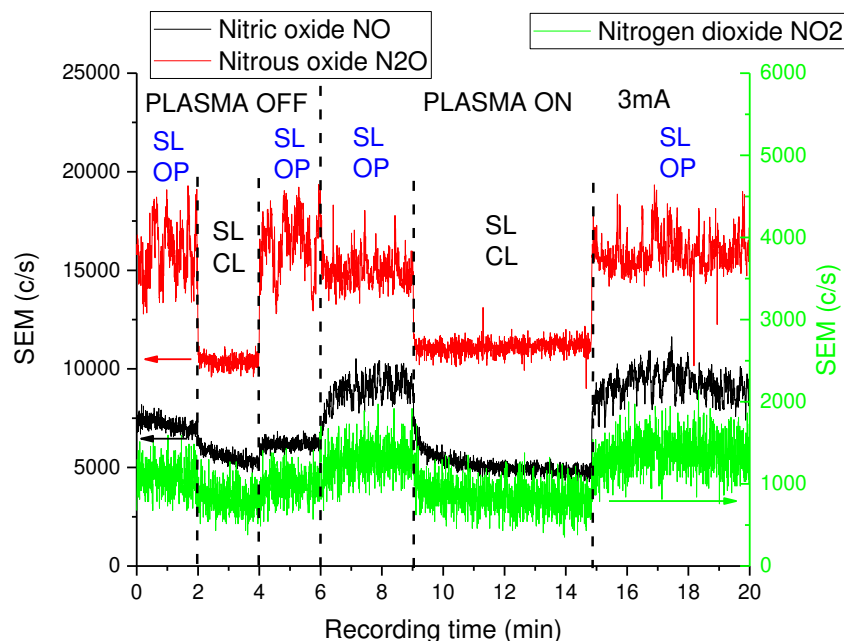 Nitric oxide NO
Nitrous oxide N2O
Nitrogen dioxide NO2
25000
20000
15000
10000
5000
0
SEM (c/s)
6000
5000
4000
3000
2000
1000
0
SEM (c/s)
PLASMA OFF
PLASMA ON 3mA
SL
OP
SL
CL
SL
OP
SL
OP
SL
CL
SL
OP
0 2 4 6 8 10 12 14 16 18 20
Recording time (min)